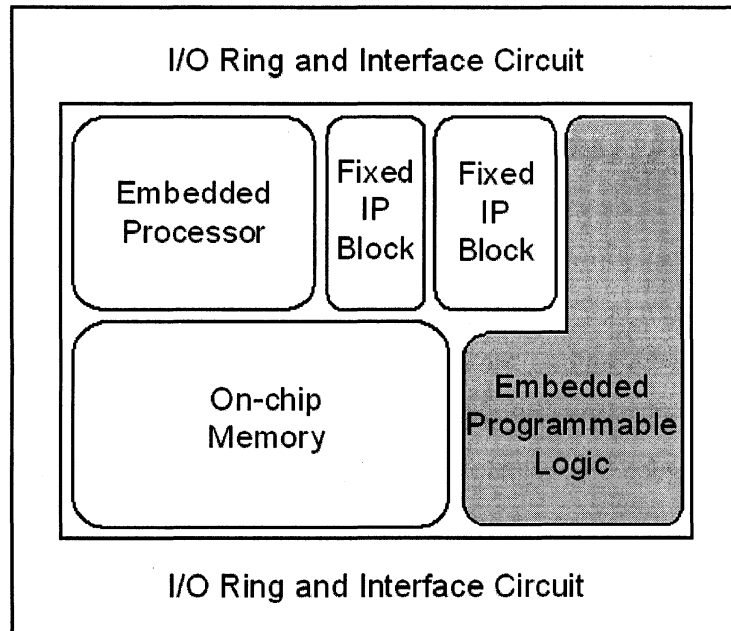 I/O Ring and Interface Circuit
Embedded
Processor
Fixed
IP
Block
Fixed
IP
Block
On-chip
Memory
Embedded
Programmable
Logic
I/O Ring and Interface Circuit